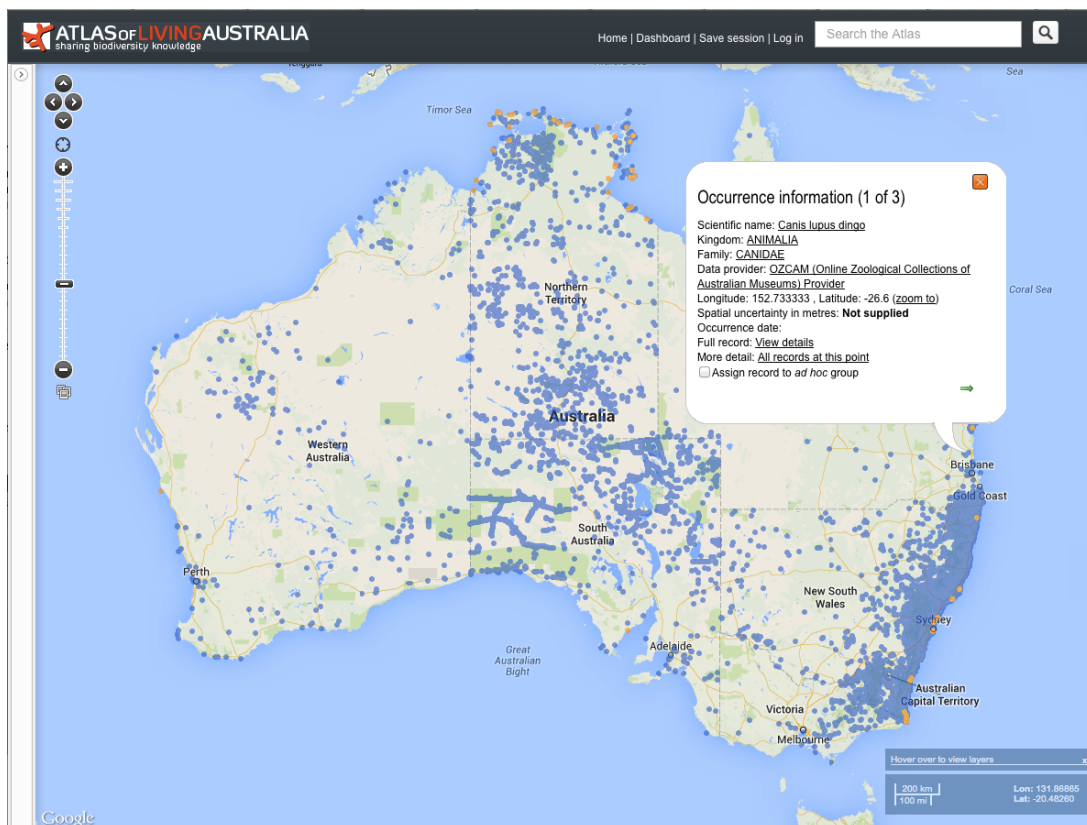 ATLAS OF LIVING AUSTRALIA
sharing biodiversity knowledge
Home | Dashboard | Save session | Log in
Search the Atlas
Sea
Timor Sea
Occurrence information (1 of 3)
Scientific name: Canis lupus dingo
Kingdom: ANIMALIA
Family: CANIDAE
Data provider: OZCAM (Online Zoological Collections of
Australian Museums) Provider
Longitude: 152.733333 , Latitude: -26.6 (zoom to)
Spatial uncertainty in metres: Not supplied
Occurrence date:
Full record: View details
More detail: All records at this point
Assign record to ad hoc group
Coral Sea
Northern
Territory
Australia
Western
Australia
Brisbane
Gold Coast
South
Australia
Perth
New South
Wales
Sydney
Adelaide
Great
Australian
Bight
Australian
Capital Territory
Victoria
Melbourne
Hover over to view layers
x
200 km
100 mi
Lon: 131.86865
Lat: -20.48260
Google